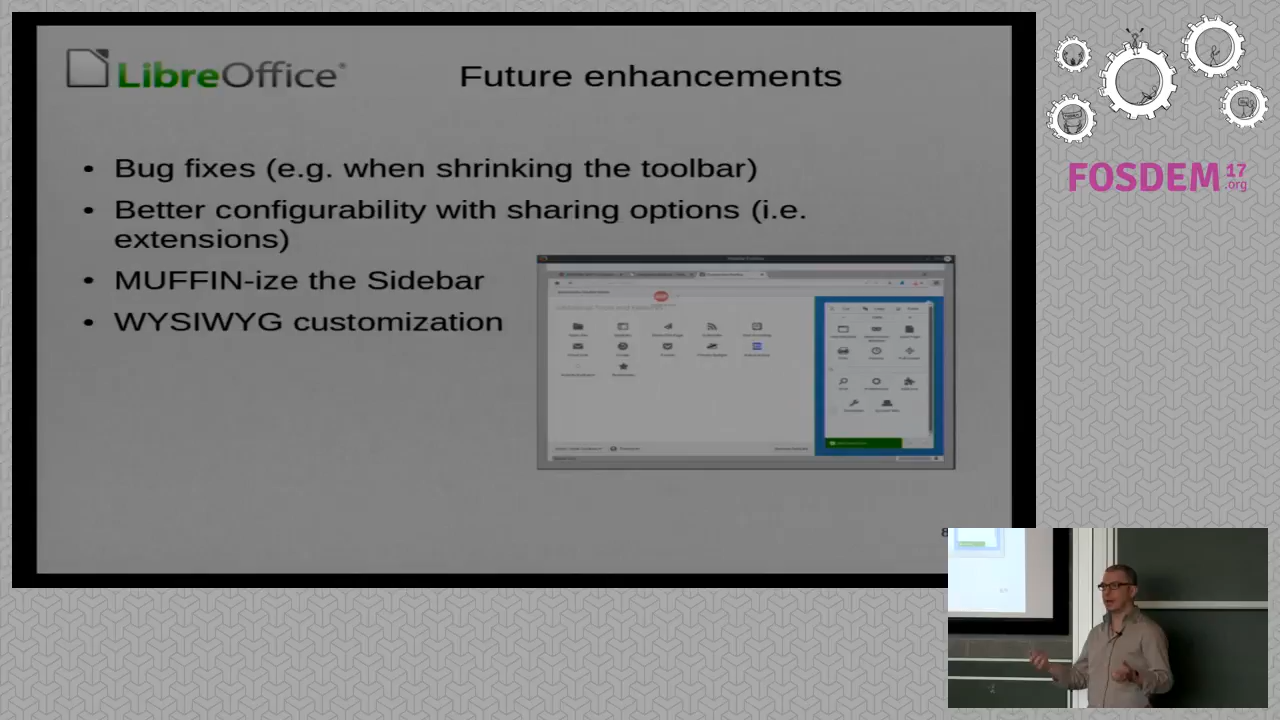 LibreOffice®
Future enhancements
• Bug fixes (e.g. when shrinking the toolbar)
• Better configurability with sharing options (i.e.
extensions)
• MUFFIN-ize the Sidebar
• WYSIWYG customization
FOSDEM 17
.org